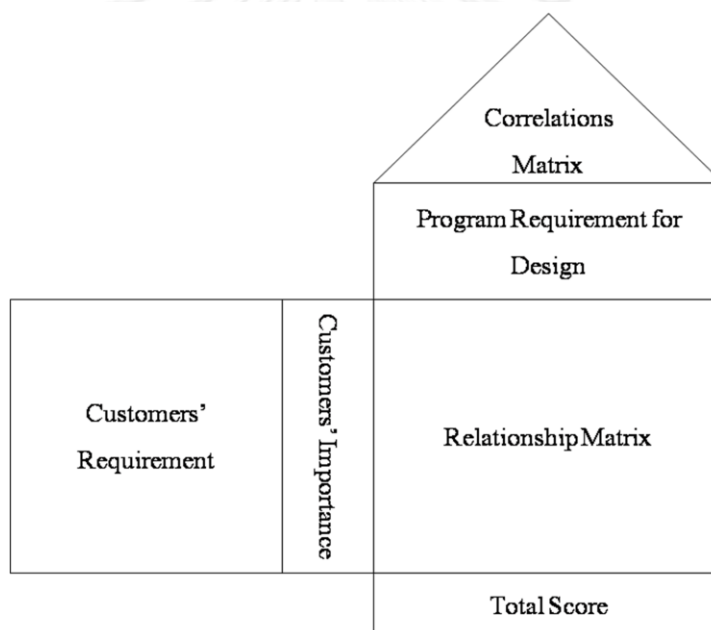 Correlations
Matrix
Program Requirement for
Design
Customers’
Requirement
Customers’ Importance
Relationship Matrix
Total Score